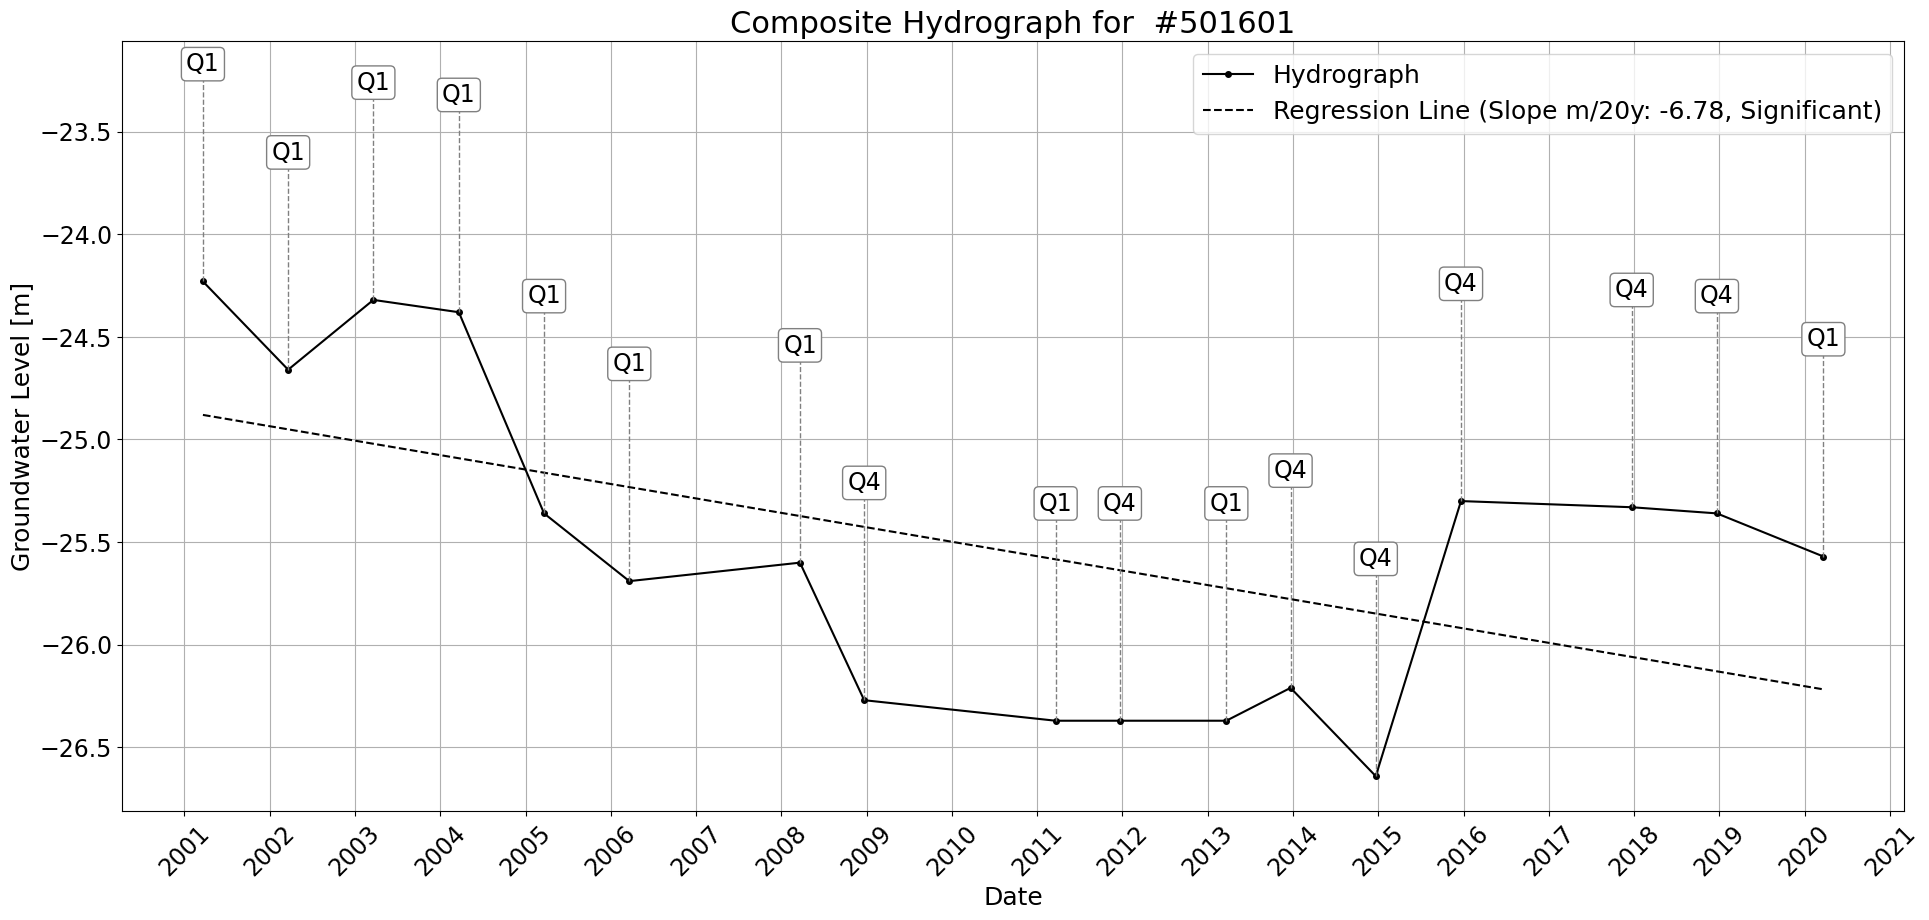 Composite Hydrograph for  #501601
Hydrograph
Regression Line (Slope m/20y: -6.78, Significant)
Groundwater Level [m]
−23.5
−24.0
−24.5
−25.0
−25.5
−26.0
−26.5
Q1
Q1
Q1
Q1
Q1
Q1
Q1
Q4
Q1
Q4
Q1
Q4
Q4
Q4
Q4
Q4
Q1
2001
2002
2003
2004
2005
2006
2007
2008
2009
2010
2011
2012
2013
2014
2015
2016
2017
2018
2019
2020
2021
Date